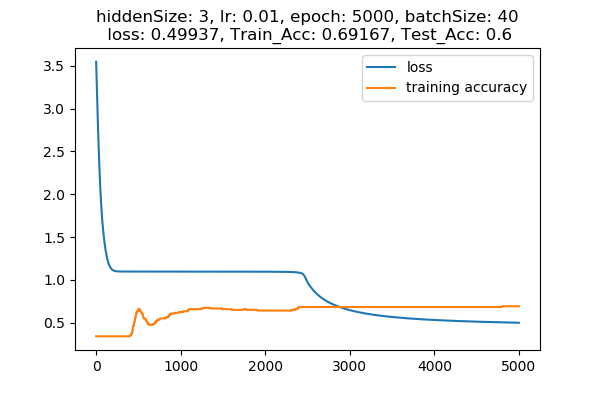 hiddenSize: 3, lr: 0.01, epoch: 5000, batchSize: 40
loss: 0.49937, Train_Acc: 0.69167, Test_Acc: 0.6
loss
training accuracy
3.5
3.0
2.5
2.0
1.5
1.0
0.5
0 1000 2000 3000 4000 5000